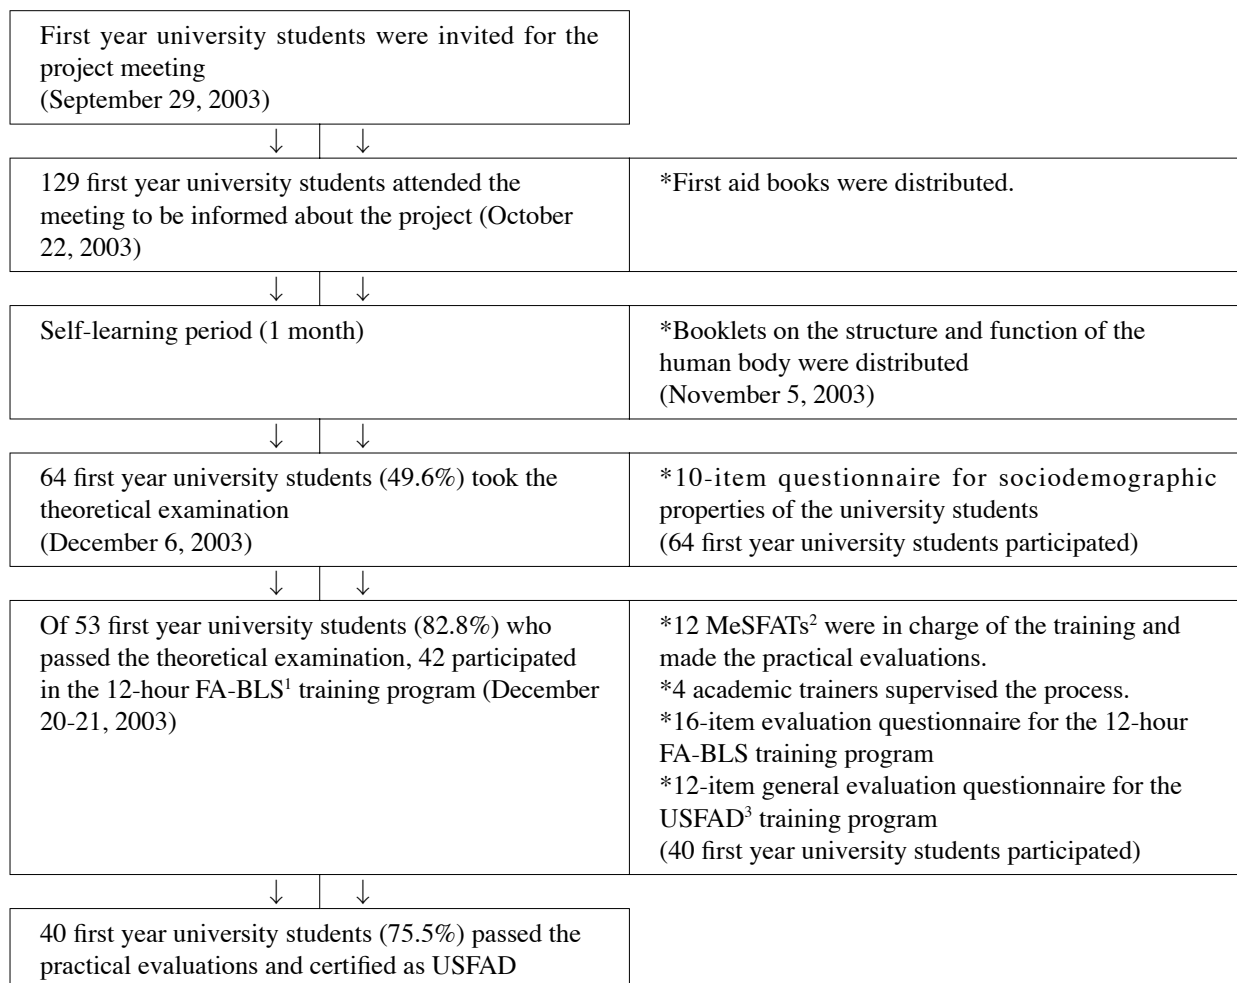 First year university students were invited for the
project meeting
(September 29, 2003)
↓ ↓
129 first year university students attended the
meeting to be informed about the project (October
22, 2003)
*First aid books were distributed.
↓ ↓
Self-learning period (1 month)
*Booklets on the structure and function of the
human body were distributed
(November 5, 2003)
↓ ↓
64 first year university students (49.6%) took the
theoretical examination
(December 6, 2003)
*10-item questionnaire for sociodemographic
properties of the university students
(64 first year university students participated)
↓ ↓
Of 53 first year university students (82.8%) who
passed the theoretical examination, 42 participated
in the 12-hour FA-BLS¹ training program (December
20-21, 2003)
*12 MeSFATs² were in charge of the training and
made the practical evaluations.
*4 academic trainers supervised the process.
*16-item evaluation questionnaire for the 12-hour
FA-BLS training program
*12-item general evaluation questionnaire for the
USFAD³ training program
(40 first year university students participated)
↓ ↓
40 first year university students (75.5%) passed the
practical evaluations and certified as USFAD